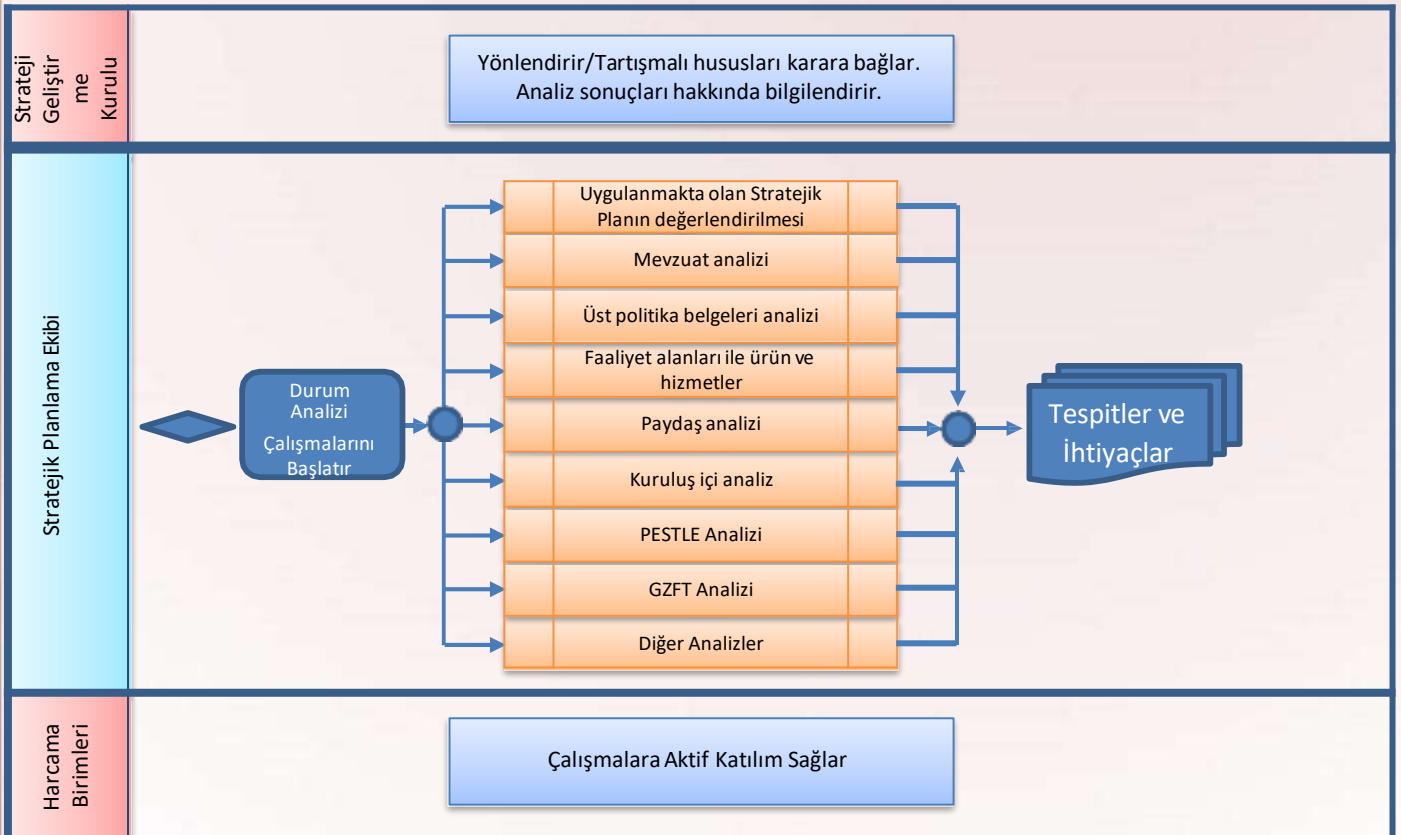 Strateji
Geliştir
me
Kurulu
Yönlendirir/Tartışmalı hususları karara bağlar.
Analiz sonuçları hakkında bilgilendirir.
Stratejik Planlama Ekibi
Durum
Analizi
Çalışmalarını
Başlatır
Uygulanmakta olan Stratejik
Planın değerlendirilmesi
Mevzuat analizi
Üst politika belgeleri analizi
Faaliyet alanları ile ürün ve
hizmetler
Paydaş analizi
Kuruluş içi analiz
PESTLE Analizi
GZFT Analizi
Diğer Analizler
Tespitler ve
İhtiyaçlar
Harcama
Birimleri
Çalışmalara Aktif Katılım Sağlar